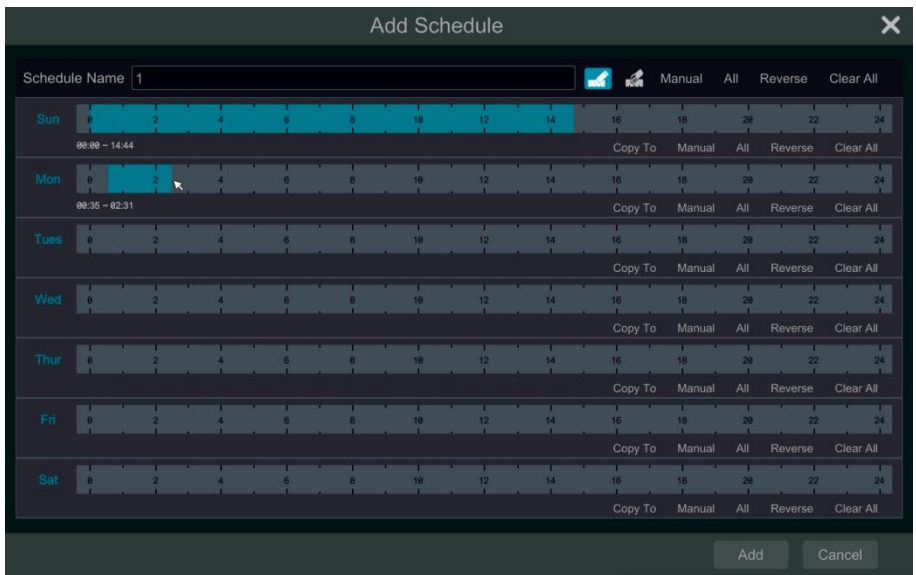 Add Schedule
Schedule Name 1 Manual All Reverse Clear All
Sun 0 2 4 6 8 10 12 14 16 18 20 22 24
00:00 ~ 14:44 Copy To Manual All Reverse Clear All
Mon 0 2 4 6 8 10 12 14 16 18 20 22 24
00:35 ~ 02:31 Copy To Manual All Reverse Clear All
Tues 0 2 4 6 8 10 12 14 16 18 20 22 24
Copy To Manual All Reverse Clear All
Wed 0 2 4 6 8 10 12 14 16 18 20 22 24
Copy To Manual All Reverse Clear All
Thur 0 2 4 6 8 10 12 14 16 18 20 22 24
Copy To Manual All Reverse Clear All
Fri 0 2 4 6 8 10 12 14 16 18 20 22 24
Copy To Manual All Reverse Clear All
Sat 0 2 4 6 8 10 12 14 16 18 20 22 24
Copy To Manual All Reverse Clear All
Add Cancel